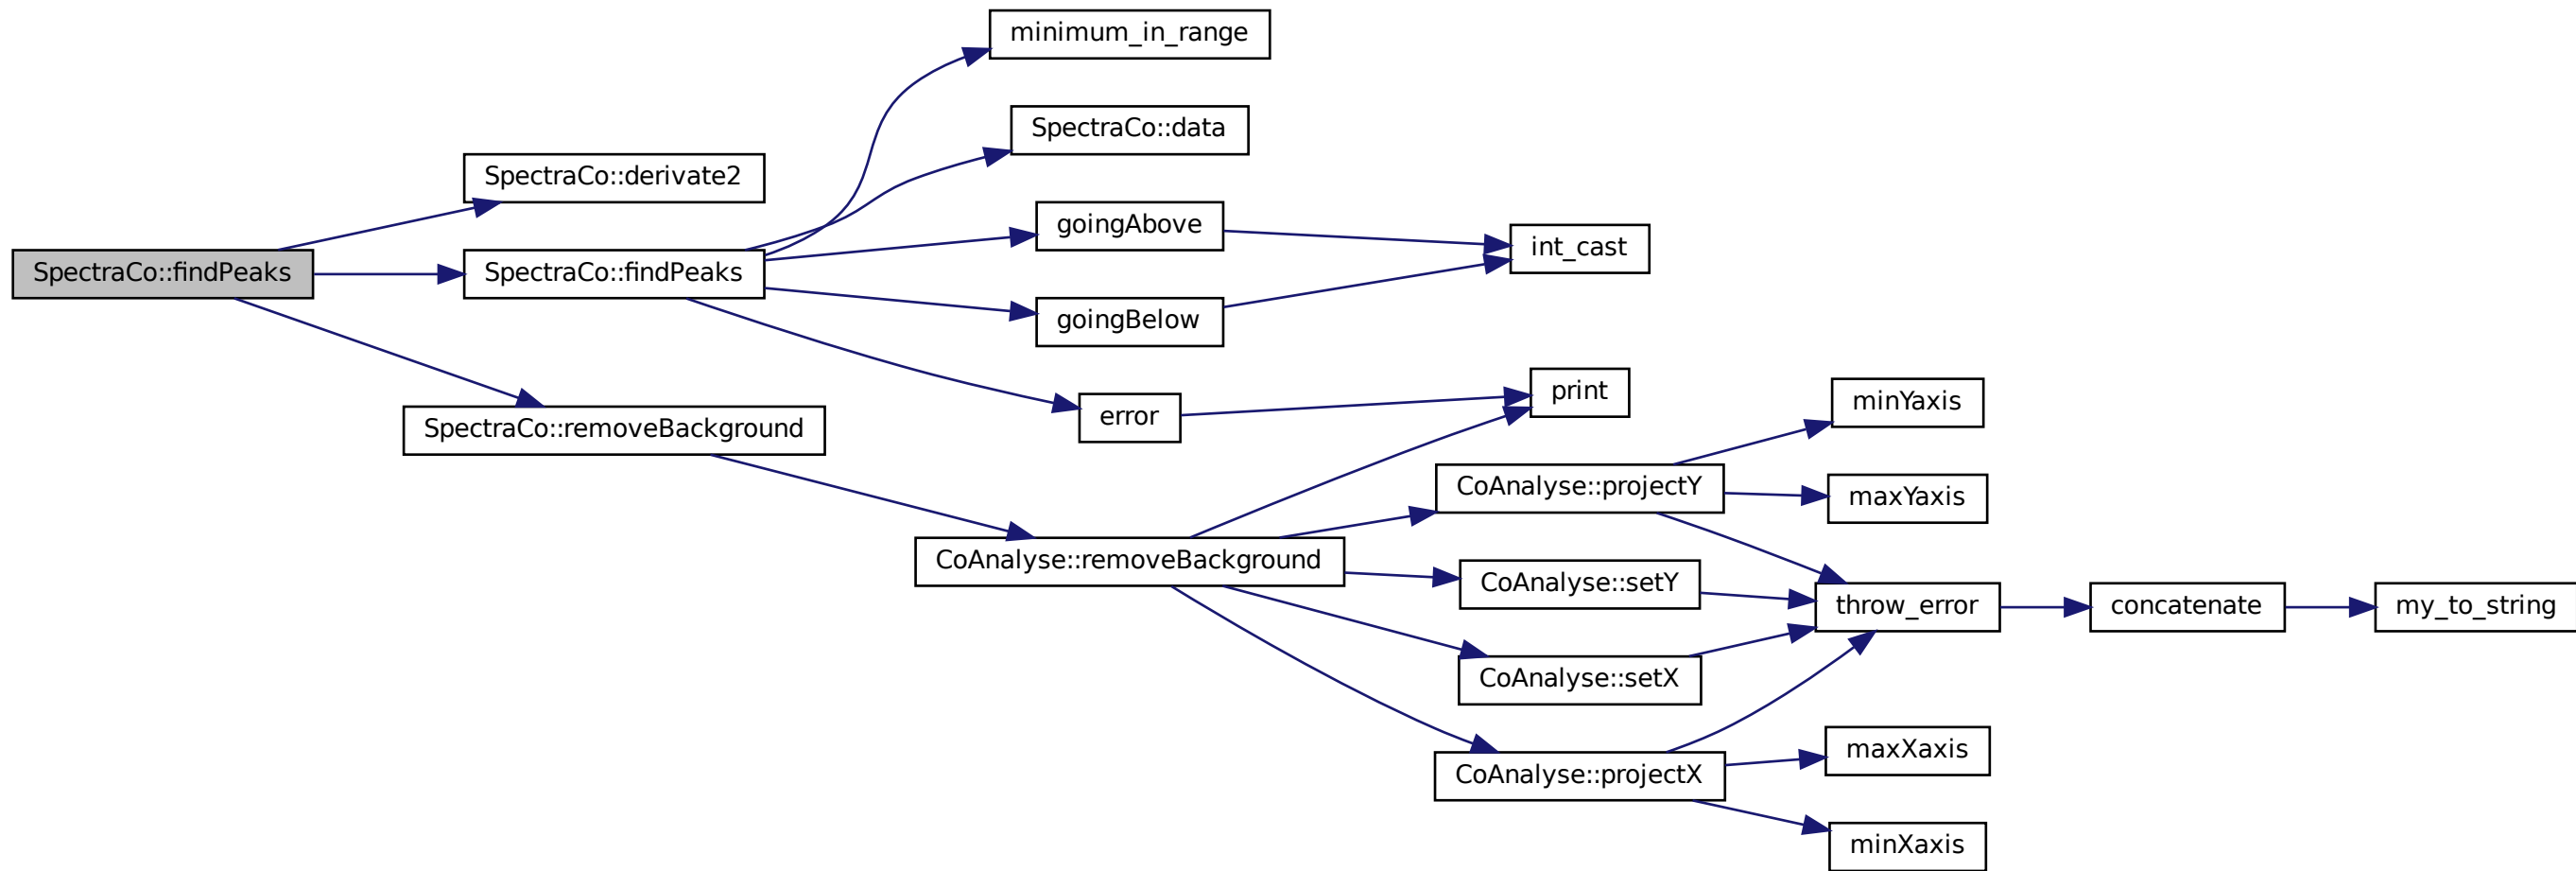 SpectraCo::findPeaks
SpectraCo::derivate2
SpectraCo::findPeaks
SpectraCo::removeBackground
minimum_in_range
SpectraCo::data
goingAbove
goingBelow
error
CoAnalyse::removeBackground
int_cast
print
CoAnalyse::projectY
CoAnalyse::setY
CoAnalyse::setX
CoAnalyse::projectX
minYaxis
maxYaxis
throw_error
maxXaxis
minXaxis
concatenate
my_to_string